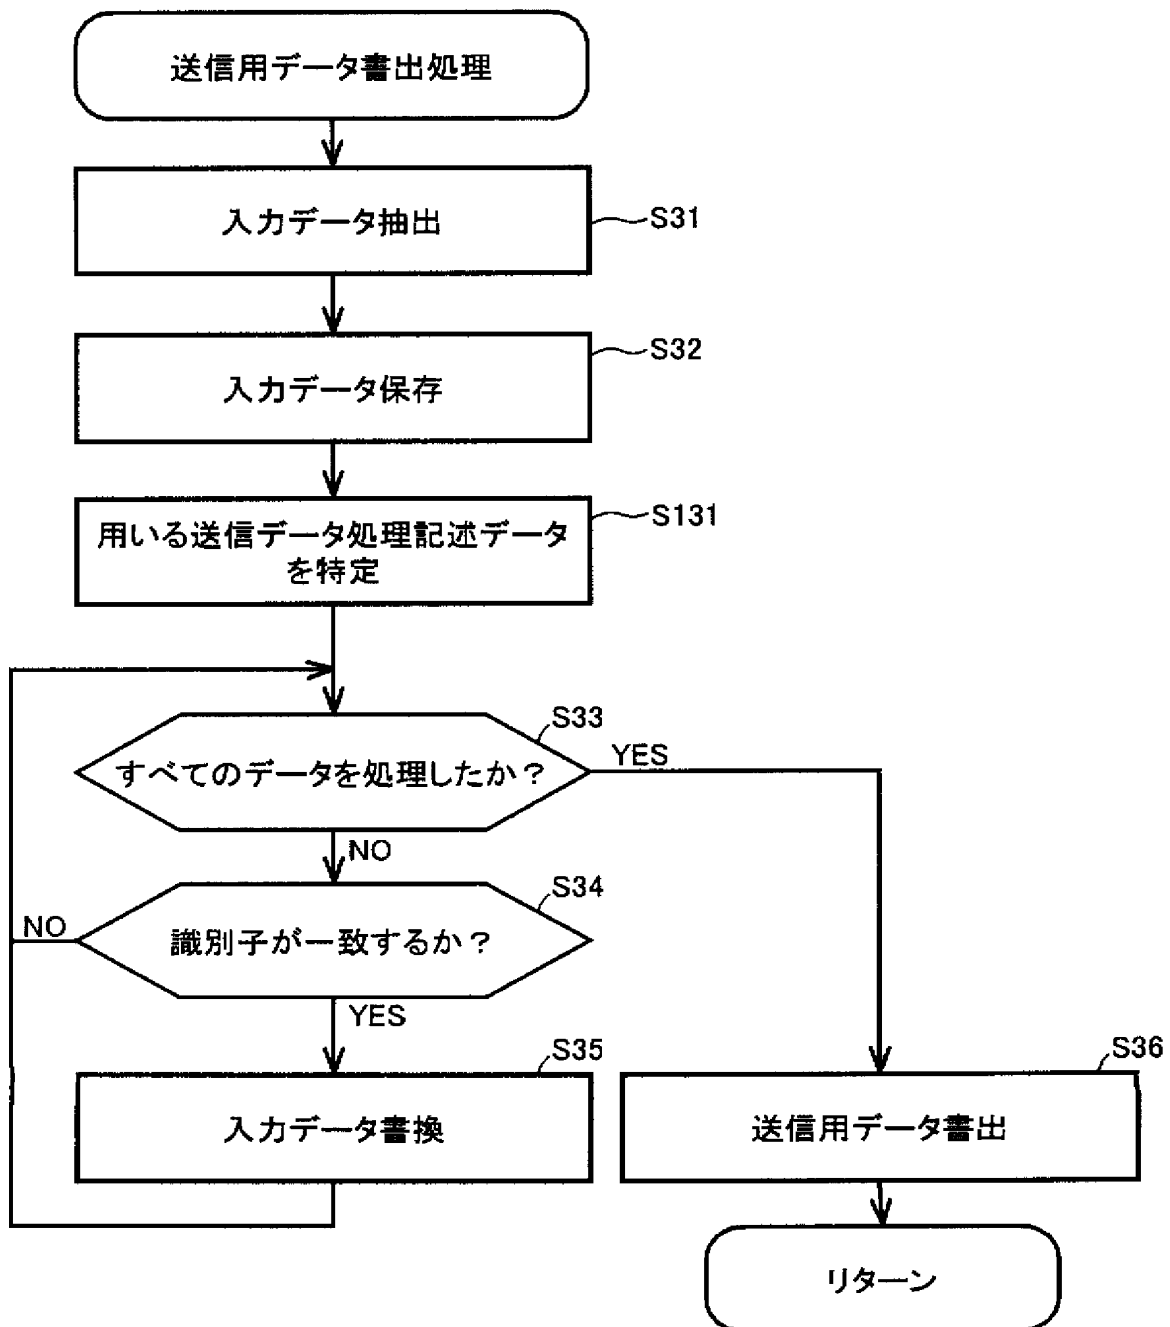 送信用データ書出処理
入力データ抽出
S31
入力データ保存
S32
用いる送信データ処理記述データ
を特定
S131
S33
すべてのデータを処理したか？
YES
NO
S34
NO
識別子が一致するか？
YES
S35
入力データ書換
S36
送信用データ書出
リターン